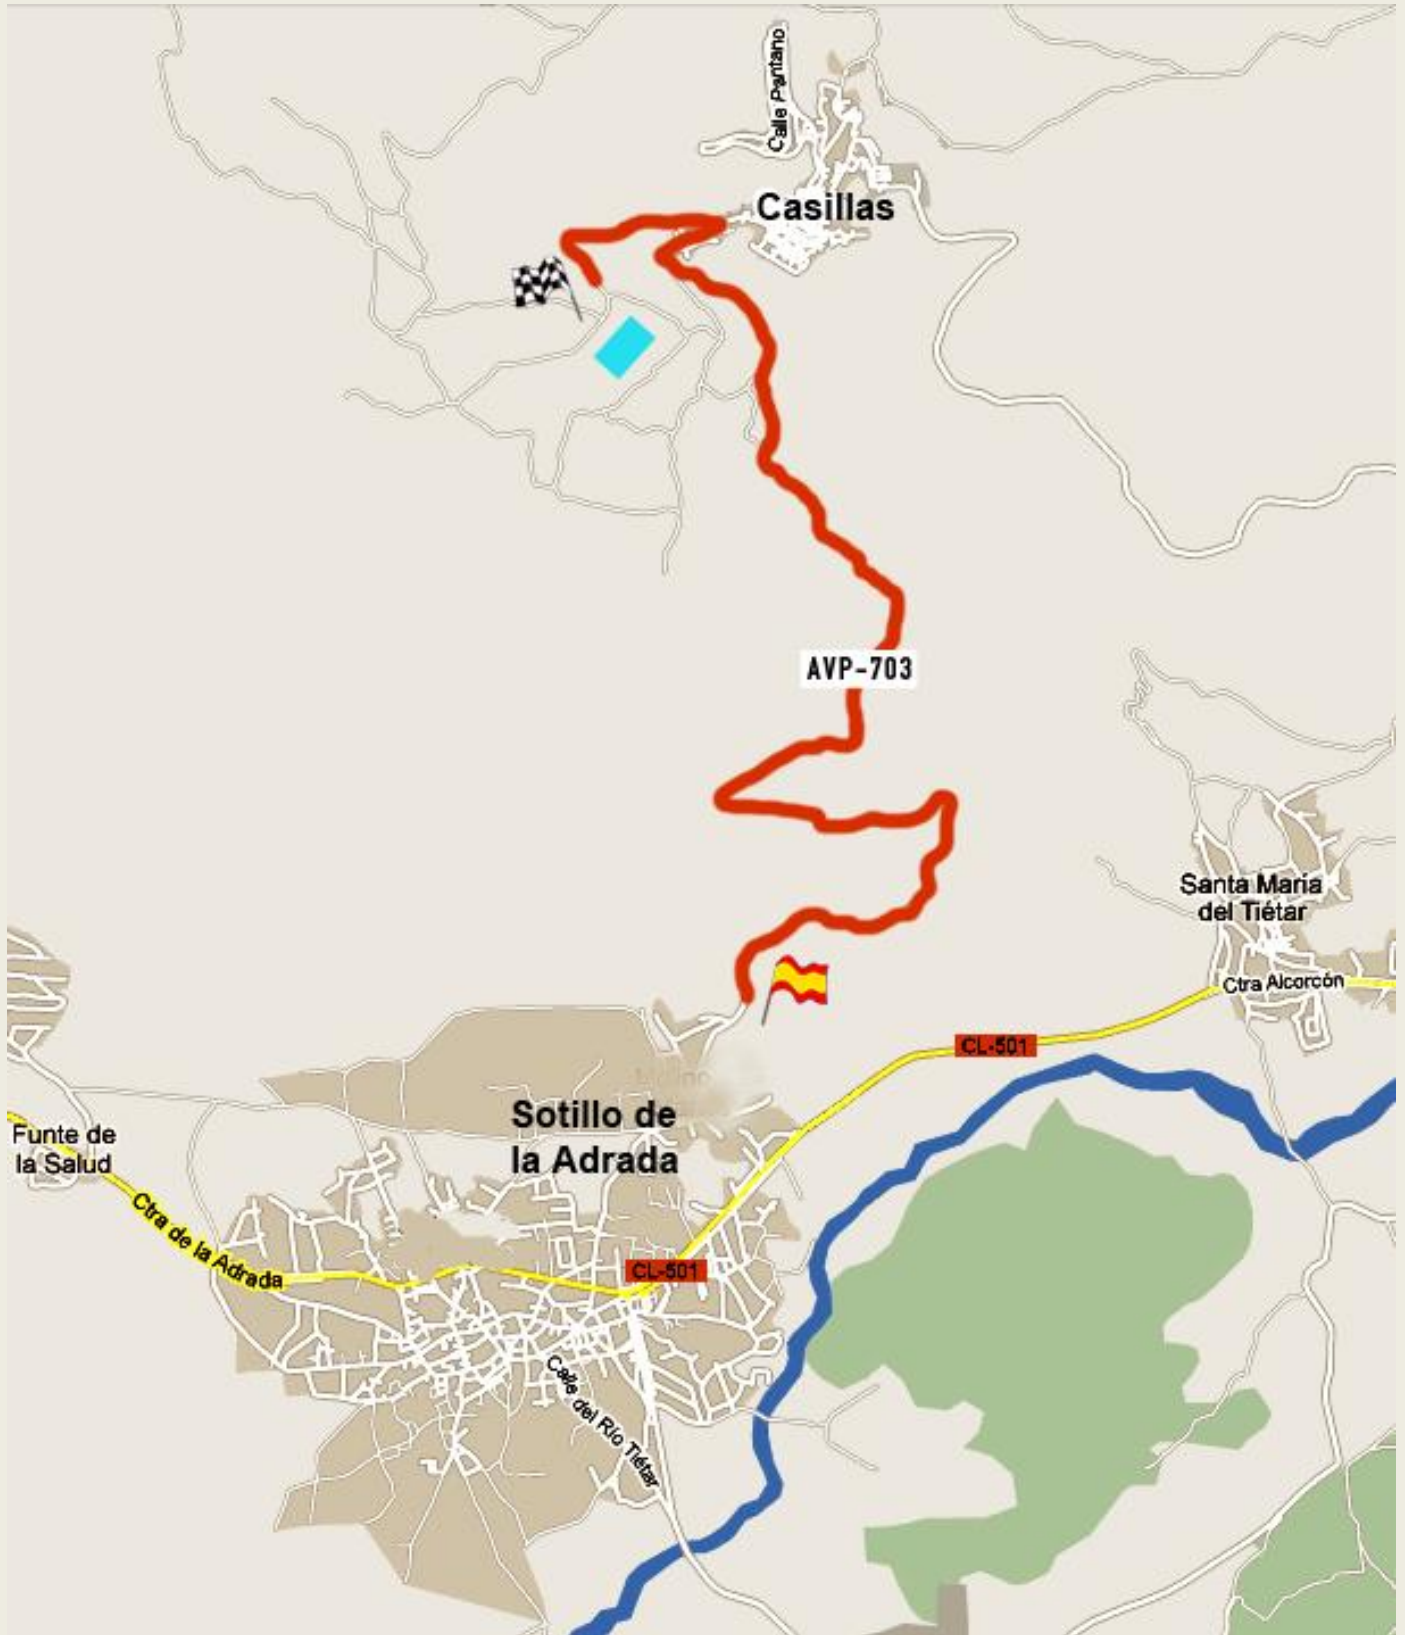 Calle Pantano
Casillas
AVP-703
Santa María
del Tiétar
Ctra Alcorcón
CL-501
Sotillo de
la Adrada
Funte de
la Salud
Ctra de la Adrada
CL-501
Calle del Río Tiétar